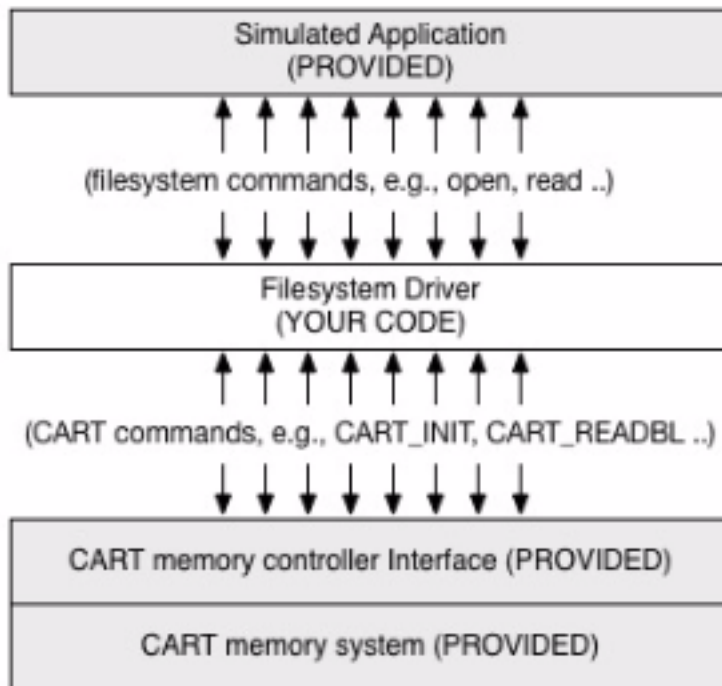 Simulated Application
(PROVIDED)
(filesystem commands, e.g., open, read ..)
Filesystem Driver
(YOUR CODE)
(CART commands, e.g., CART_INIT, CART_READBL ..)
CART memory controller Interface (PROVIDED)
CART memory system (PROVIDED)